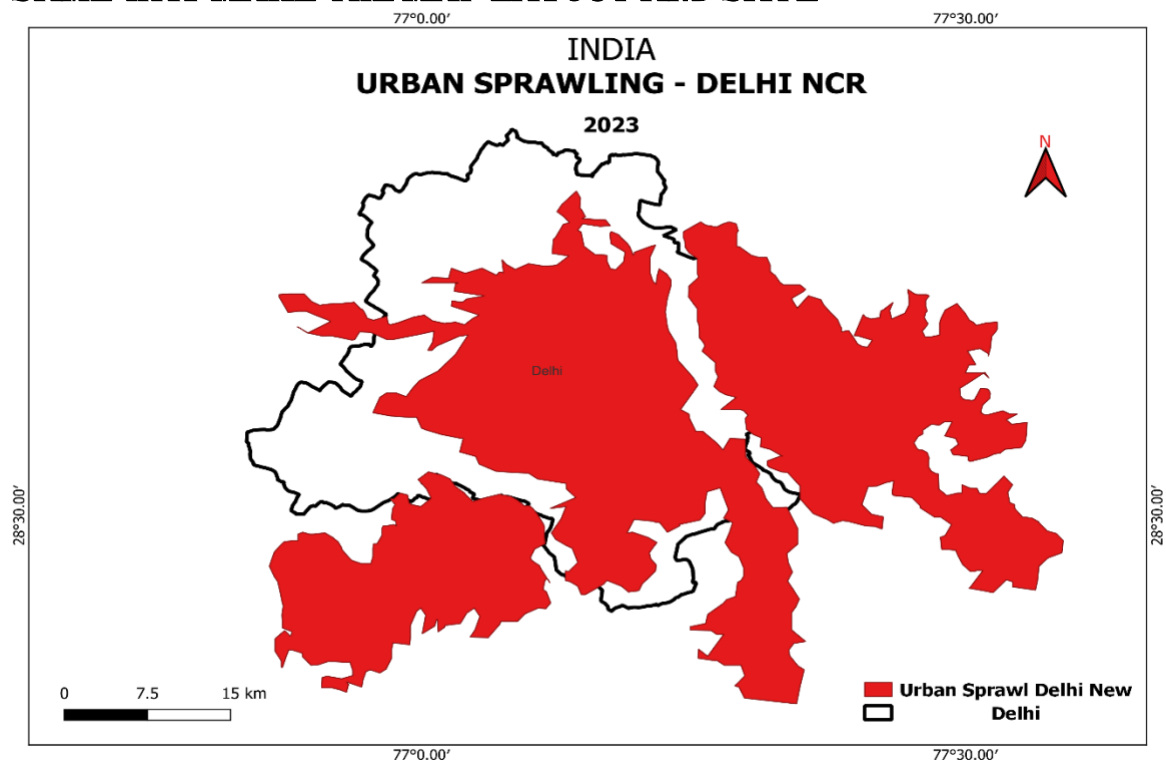 77°0.00′ 77°30.00′
INDIA
URBAN SPRAWLING - DELHI NCR
2023
N
Delhi
28°30.00′ 28°30.00′
0 7.5 15 km
Urban Sprawl Delhi New
Delhi
77°0.00′ 77°30.00′